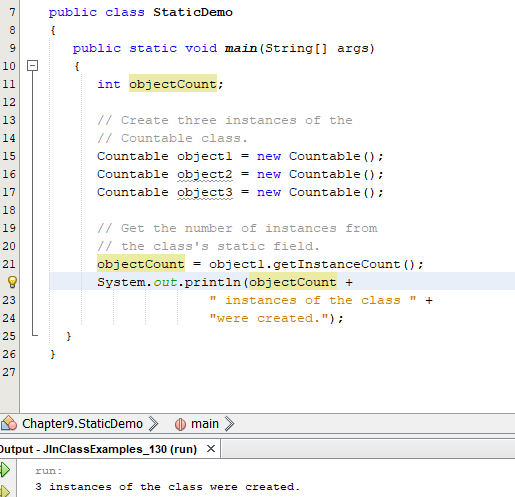 7 public class StaticDemo
8 {
9 public static void main(String[] args)
10 {
11 int objectCount;
12
13 // Create three instances of the
14 // Countable class.
15 Countable object1 = new Countable();
16 Countable object2 = new Countable();
17 Countable object3 = new Countable();
18
19 // Get the number of instances from
20 // the class's static field.
21 objectCount = object1.getInstanceCount();
System.out.println(objectCount +
23 " instances of the class " +
24 "were created.");
25 }
26 }
27
Chapter9.StaticDemo main
Output - JInClassExamples_130 (run) ×
run:
3 instances of the class were created.